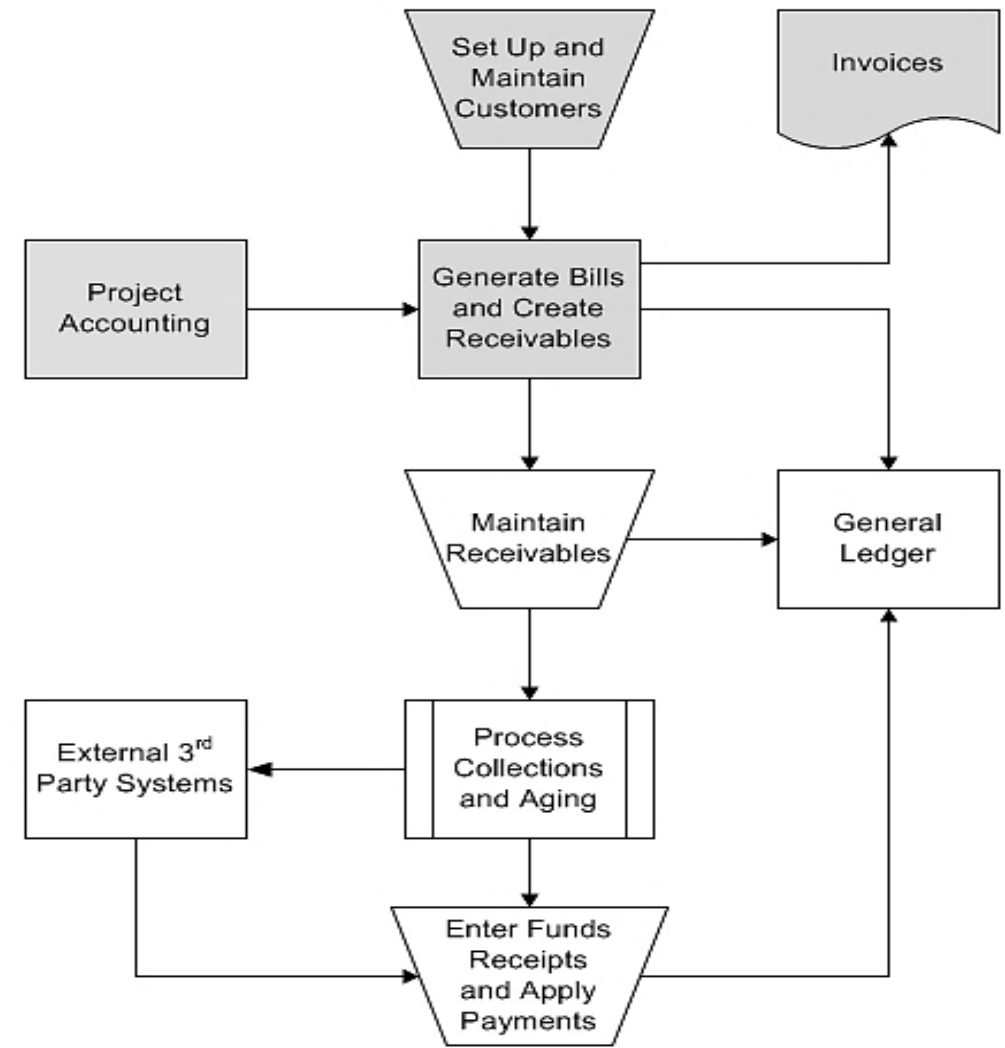 Set Up and
Maintain
Customers
Invoices
Project
Accounting
Generate Bills
and Create
Receivables
Maintain
Receivables
General
Ledger
External 3rd
Party Systems
Process
Collections
and Aging
Enter Funds
Receipts
and Apply
Payments